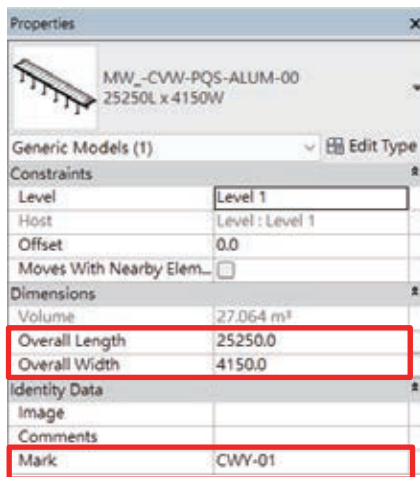 Properties X
MW_-CVW-PQS-ALUM-00
25250L x 4150W
Generic Models (1) Edit Type
Constraints
Level Level 1
Host Level : Level 1
Offset 0.0
Moves With Nearby Elem...
Dimensions
Volume 27.064 m³
Overall Length 25250.0
Overall Width 4150.0
Identity Data
Image
Comments
Mark CWY-01